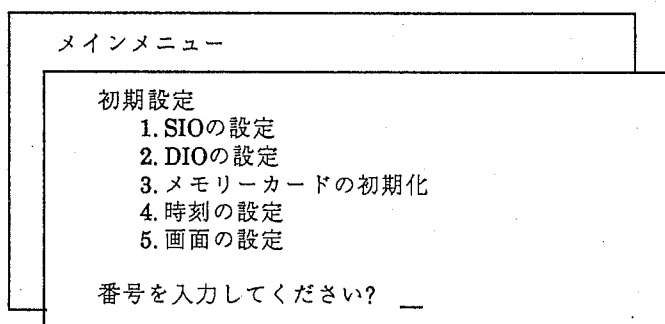 メインメニュー
初期設定
1. SIOの設定
2. DIOの設定
3. メモリーカードの初期化
4. 時刻の設定
5. 画面の設定
番号を入力してください? _